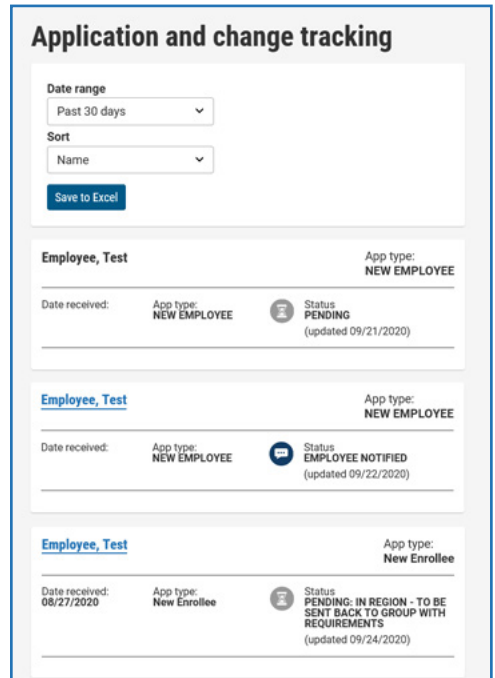 Application and change tracking
Date range
Past 30 days
Sort
Name
Save to Excel
Employee, Test
App type:
NEW EMPLOYEE
Date received:
App type:
NEW EMPLOYEE
Status
PENDING
(updated 09/21/2020)
Employee, Test
App type:
NEW EMPLOYEE
Date received:
App type:
NEW EMPLOYEE
Status
EMPLOYEE NOTIFIED
(updated 09/22/2020)
Employee, Test
App type:
New Enrollee
Date received:
08/27/2020
App type:
New Enrollee
Status
PENDING: IN REGION - TO BE
SENT BACK TO GROUP WITH
REQUIREMENTS
(updated 09/24/2020)